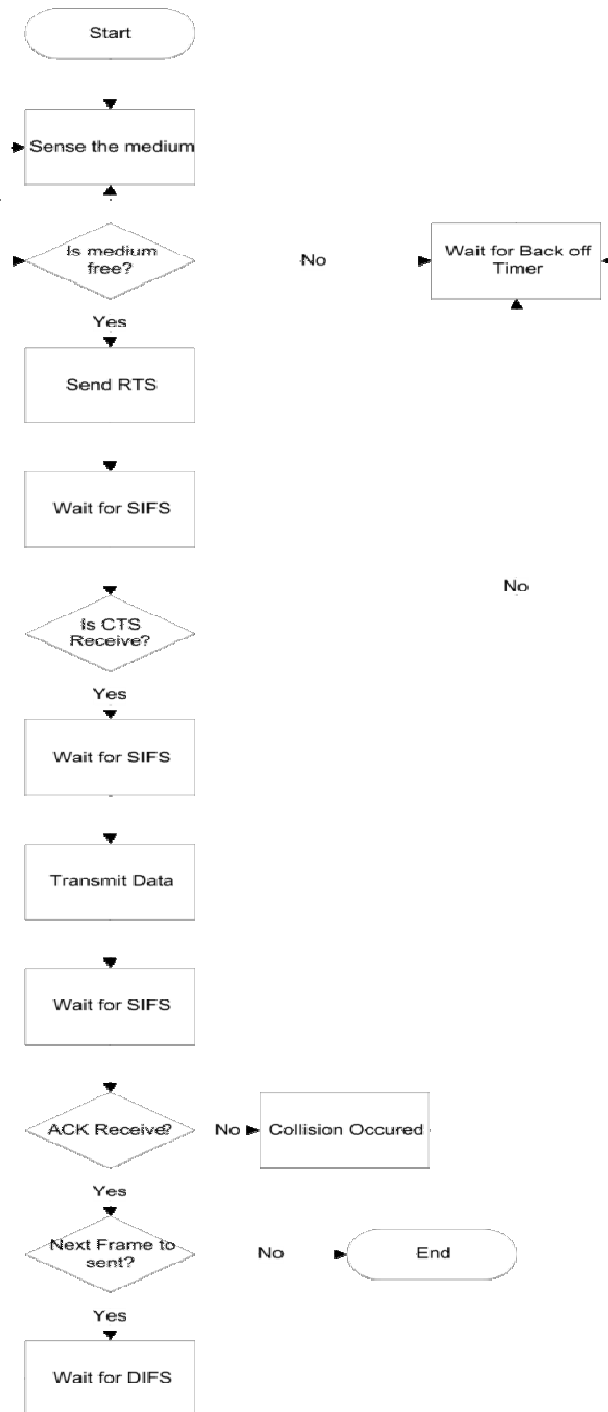 Start
Sense the medium
Is medium
free?
No
Wait for Back off
Timer
Yes
Send RTS
Wait for SIFS
No
Is CTS
Receive?
Yes
Wait for SIFS
Transmit Data
Wait for SIFS
ACK Receive?
No
Collision Occured
Yes
Next Frame to
sent?
No
End
Yes
Wait for DIFS